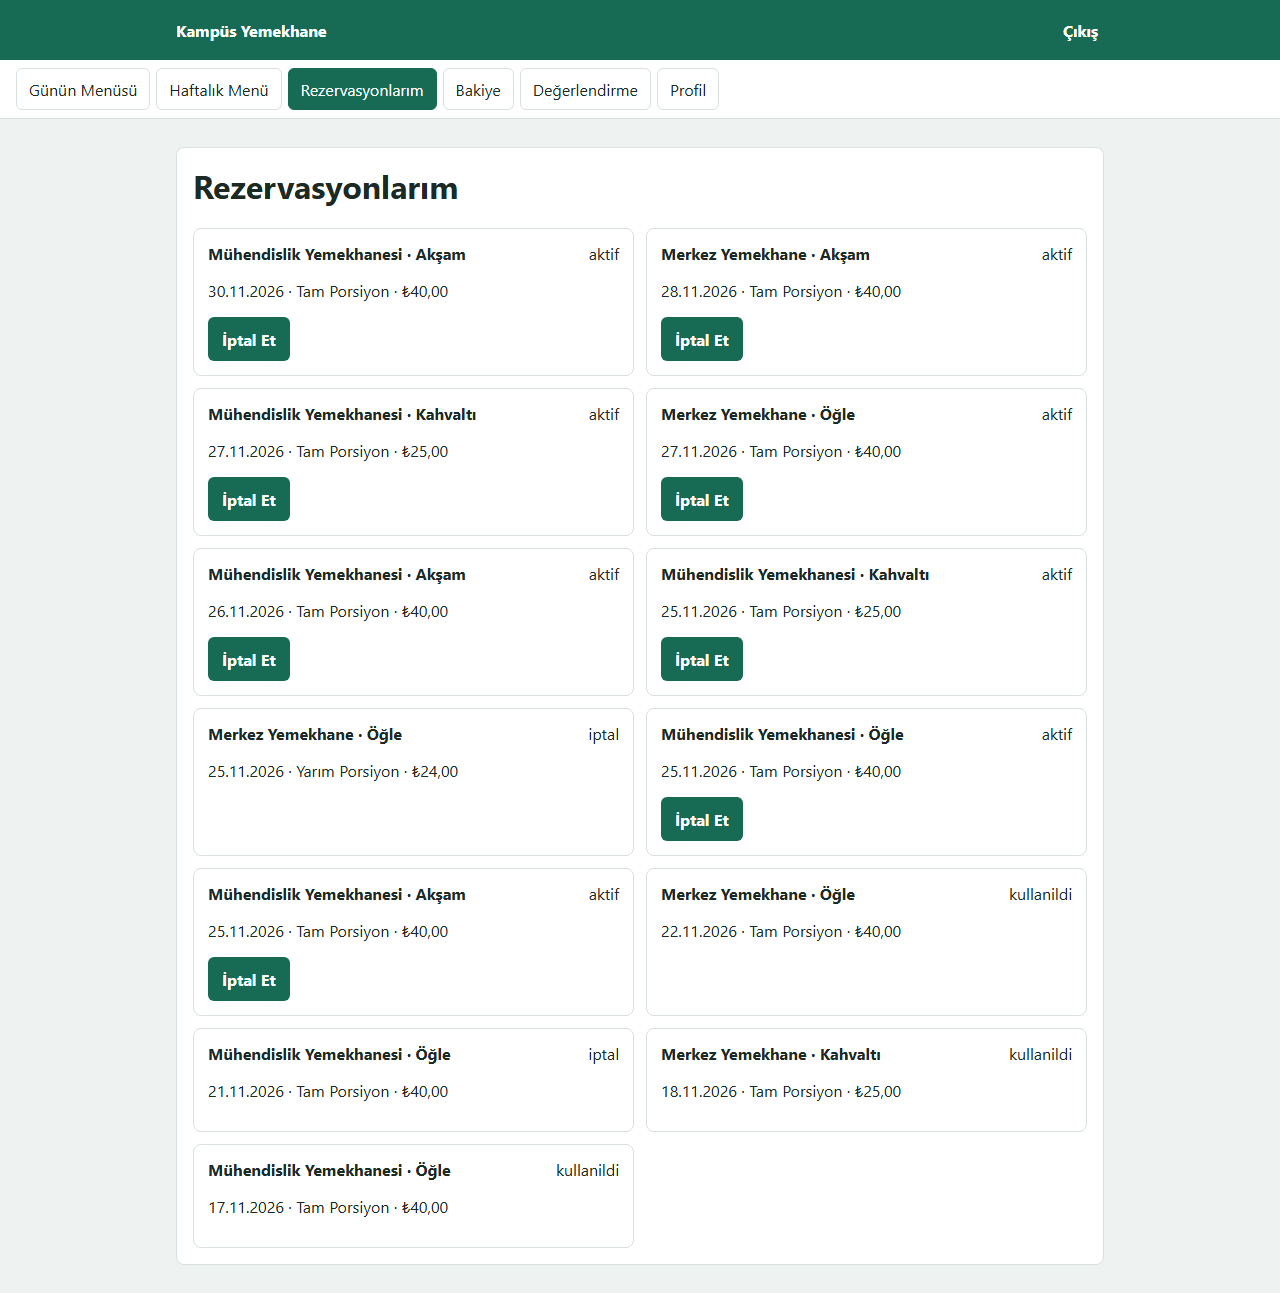 Kampüs Yemekhane
Çıkış
Günün Menüsü
Haftalık Menü
Rezervasyonlarım
Bakiye
Değerlendirme
Profil
Rezervasyonlarım
Mühendislik Yemekhanesi · Akşam
aktif
30.11.2026 · Tam Porsiyon · ₺40,00
İptal Et
Merkez Yemekhane · Akşam
aktif
28.11.2026 · Tam Porsiyon · ₺40,00
İptal Et
Mühendislik Yemekhanesi · Kahvaltı
aktif
27.11.2026 · Tam Porsiyon · ₺25,00
İptal Et
Merkez Yemekhane · Öğle
aktif
27.11.2026 · Tam Porsiyon · ₺40,00
İptal Et
Mühendislik Yemekhanesi · Akşam
aktif
26.11.2026 · Tam Porsiyon · ₺40,00
İptal Et
Mühendislik Yemekhanesi · Kahvaltı
aktif
25.11.2026 · Tam Porsiyon · ₺25,00
İptal Et
Merkez Yemekhane · Öğle
iptal
25.11.2026 · Yarım Porsiyon · ₺24,00
Mühendislik Yemekhanesi · Öğle
aktif
25.11.2026 · Tam Porsiyon · ₺40,00
İptal Et
Mühendislik Yemekhanesi · Akşam
aktif
25.11.2026 · Tam Porsiyon · ₺40,00
İptal Et
Merkez Yemekhane · Öğle
kullanildi
22.11.2026 · Tam Porsiyon · ₺40,00
Mühendislik Yemekhanesi · Öğle
iptal
21.11.2026 · Tam Porsiyon · ₺40,00
Merkez Yemekhane · Kahvaltı
kullanildi
18.11.2026 · Tam Porsiyon · ₺25,00
Mühendislik Yemekhanesi · Öğle
kullanildi
17.11.2026 · Tam Porsiyon · ₺40,00